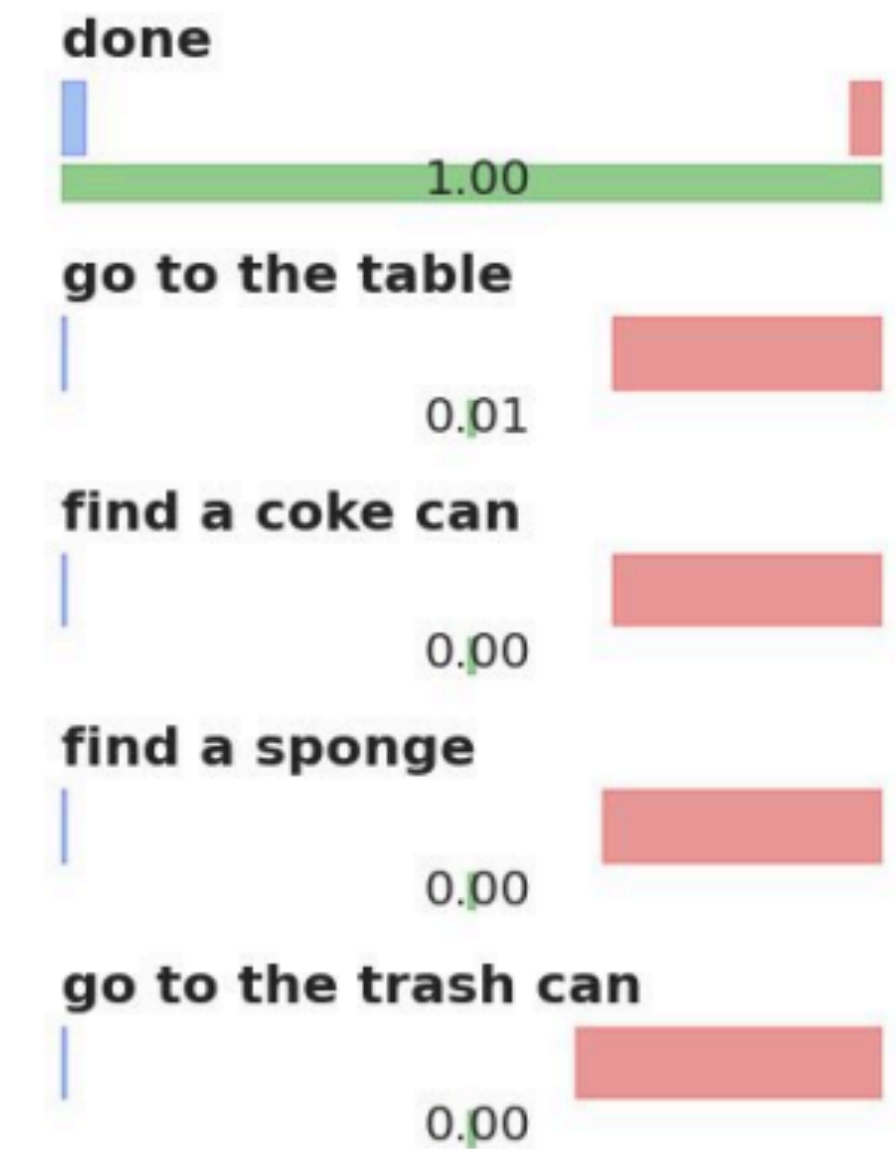 done
1.00
go to the table
0.01
find a coke can
0.00
find a sponge
0.00
go to the trash can
0.00